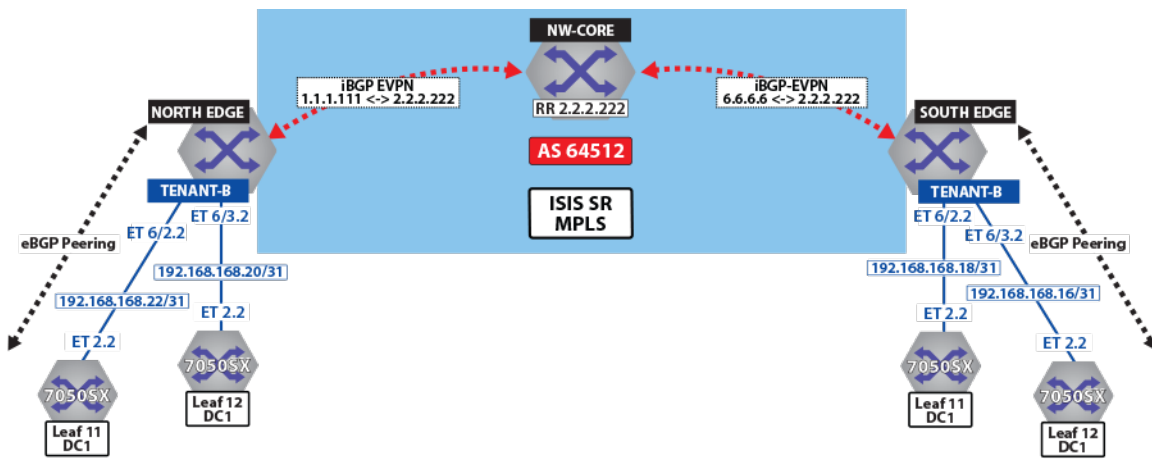 NW-CORE
iBGP EVPN
1.1.1.111 <-> 2.2.2.222
iBGP-EVPN
6.6.6.6 <-> 2.2.2.222
RR 2.2.2.222
NORTH EDGE
SOUTH EDGE
AS 64512
TENANT-B
TENANT-B
ISIS SR
MPLS
ET 6/2.2
ET 6/3.2
ET 6/2.2
ET 6/3.2
eBGP Peering
eBGP Peering
192.168.168.20/31
192.168.168.18/31
192.168.168.22/31
192.168.168.16/31
ET 2.2
ET 2.2
ET 2.2
ET 2.2
7050SX
Leaf 11
DC1
7050SX
Leaf 12
DC1
7050SX
Leaf 11
DC1
7050SX
Leaf 12
DC1